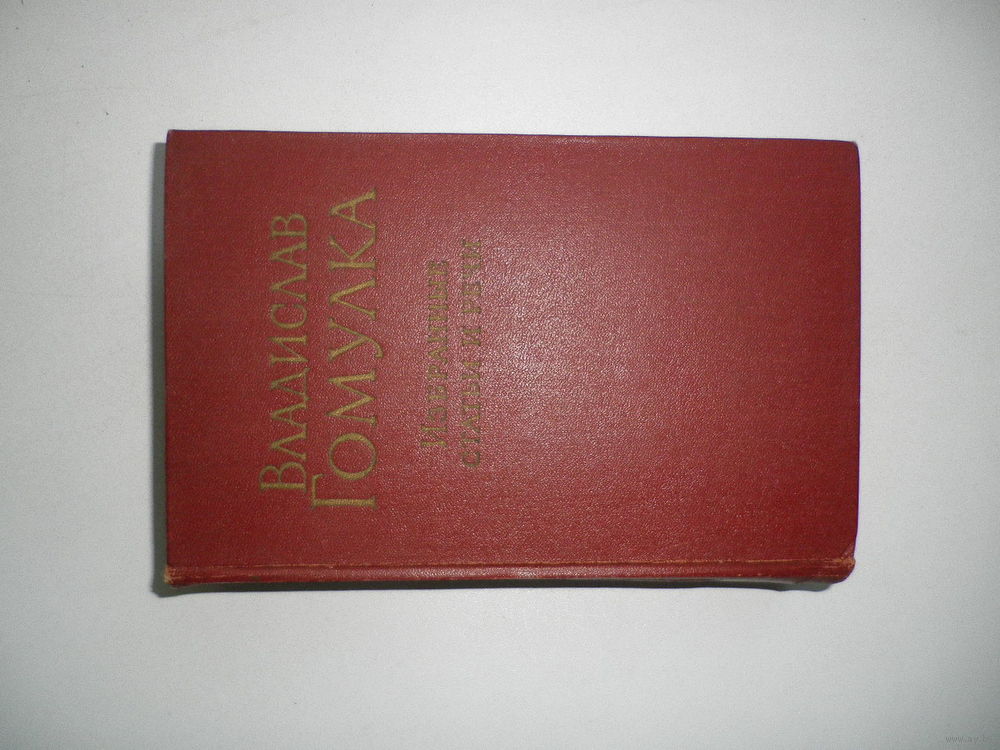 Владислав
Гомулка
Избранные
статьи и речи